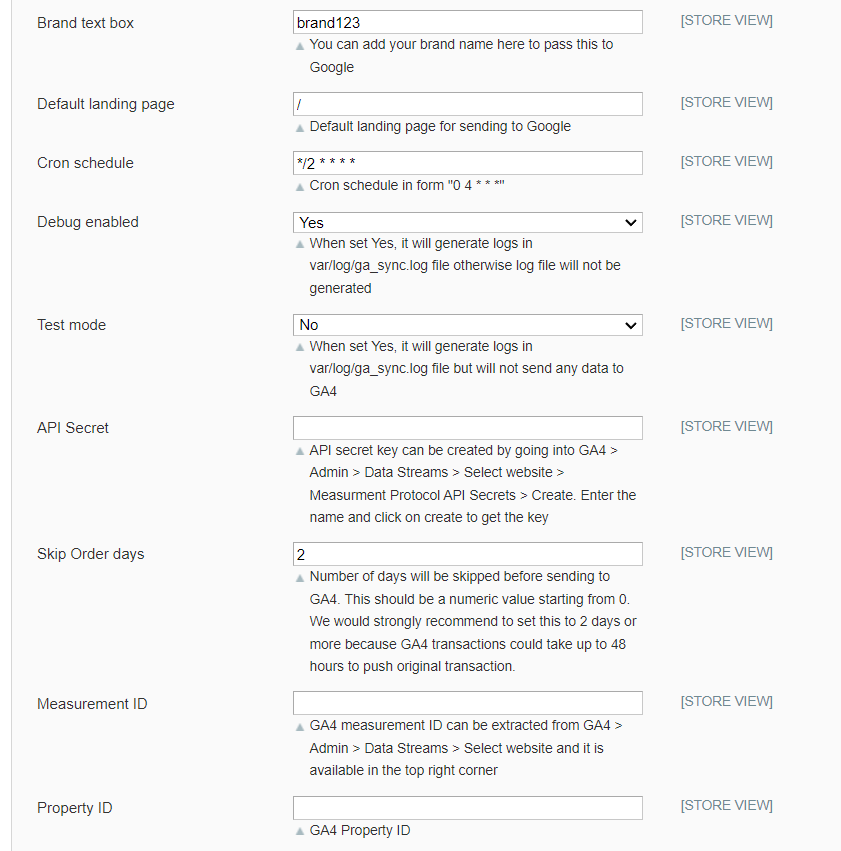 Brand text box brand123 [STORE VIEW]
You can add your brand name here to pass this to
Google
Default landing page / [STORE VIEW]
Default landing page for sending to Google
Cron schedule */2 * * * * [STORE VIEW]
Cron schedule in form "0 4 * * *"
Debug enabled Yes [STORE VIEW]
When set Yes, it will generate logs in
var/log/ga_sync.log file otherwise log file will not be
generated
Test mode No [STORE VIEW]
When set Yes, it will generate logs in
var/log/ga_sync.log file but will not send any data to
GA4
API Secret [STORE VIEW]
API secret key can be created by going into GA4 >
Admin > Data Streams > Select website >
Measurment Protocol API Secrets > Create. Enter the
name and click on create to get the key
Skip Order days 2 [STORE VIEW]
Number of days will be skipped before sending to
GA4. This should be a numeric value starting from 0.
We would strongly recommend to set this to 2 days or
more because GA4 transactions could take up to 48
hours to push original transaction.
Measurement ID [STORE VIEW]
GA4 measurement ID can be extracted from GA4 >
Admin > Data Streams > Select website and it is
available in the top right corner
Property ID [STORE VIEW]
GA4 Property ID